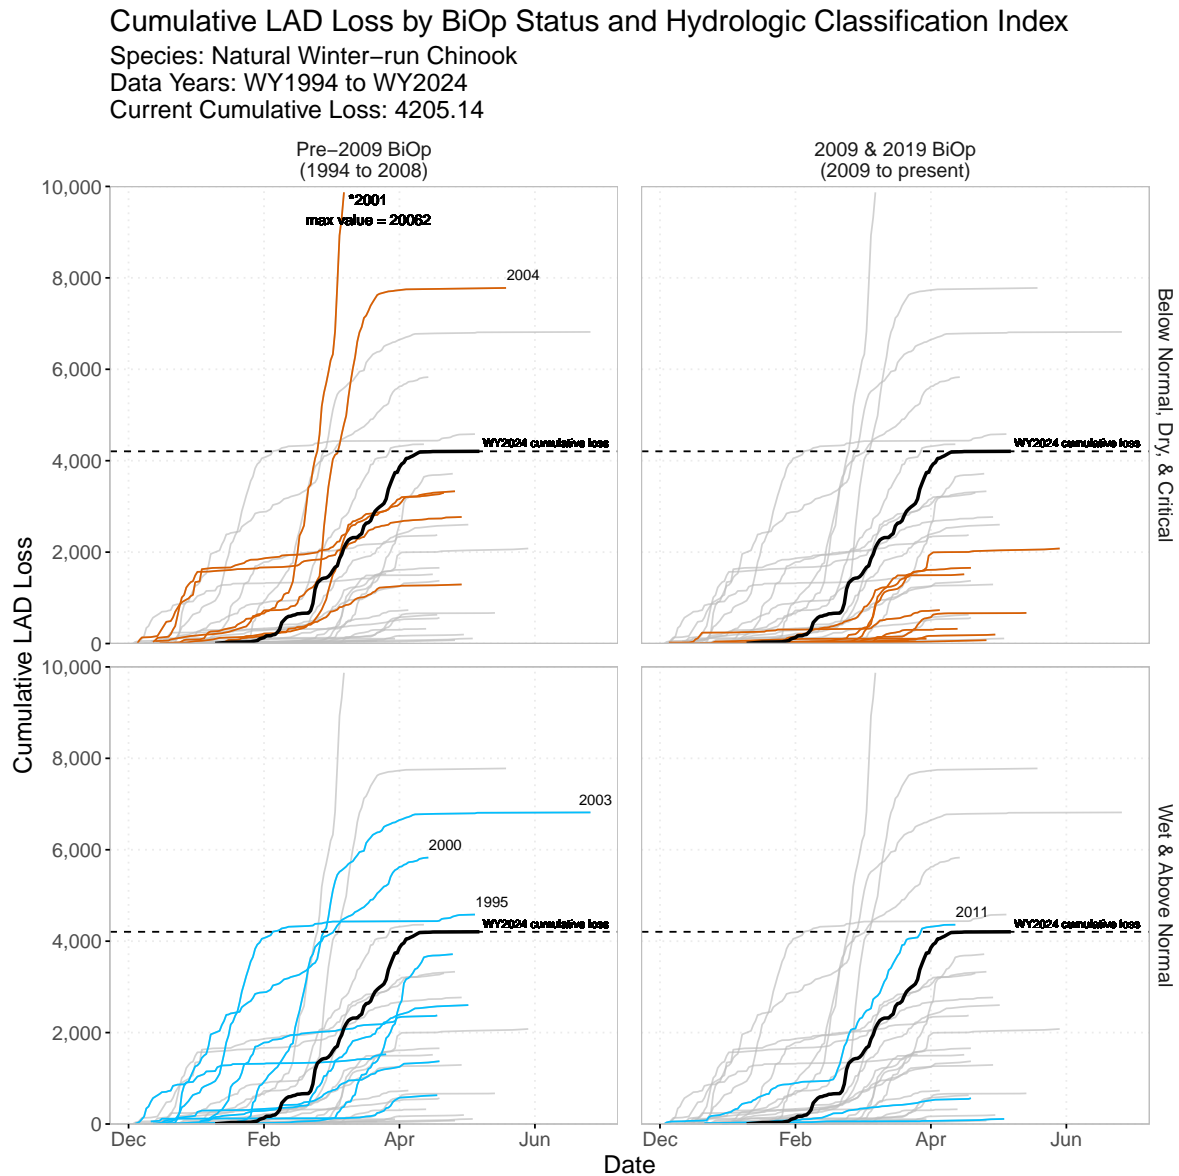 Cumulative LAD Loss by BiOp Status and Hydrologic Classification Index
Species: Natural Winter−run Chinook
Data Years: WY1994 to WY2024
Current Cumulative Loss: 4205.14
Pre−2009 BiOp
(1994 to 2008)
2009 & 2019 BiOp
(2009 to present)
10,000
8,000
6,000
4,000
2,000
0
*2001
max value = 20062
2004
WY2024 cumulative loss
WY2024 cumulative loss
Below Normal, Dry, & Critical
Cumulative LAD Loss
10,000
8,000
6,000
4,000
2,000
0
2003
2000
1995
WY2024 cumulative loss
2011
WY2024 cumulative loss
Wet & Above Normal
Dec
Feb
Apr
Jun
Dec
Feb
Apr
Jun
Date